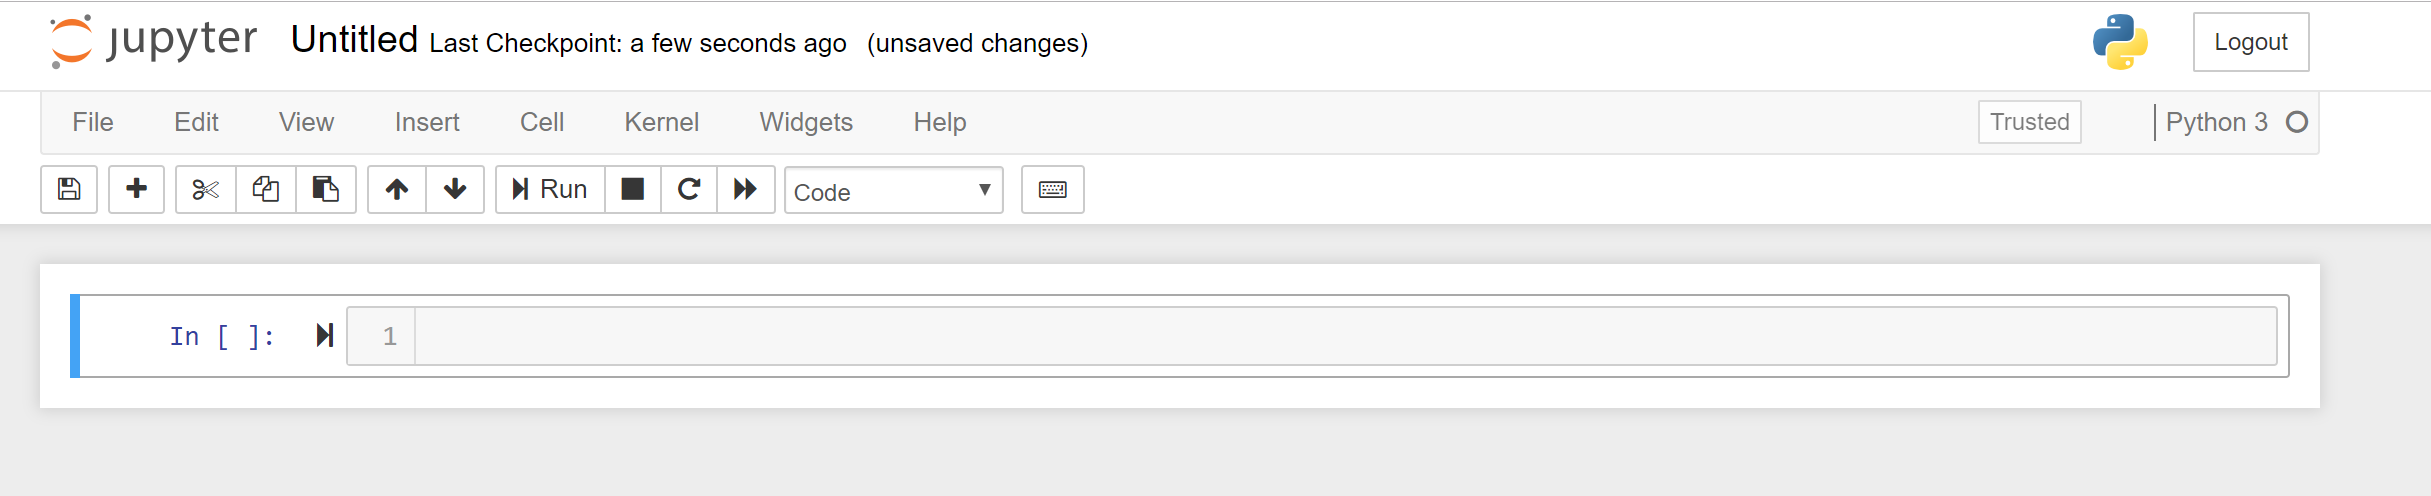 jupyter Untitled Last Checkpoint: a few seconds ago (unsaved changes) Logout
File Edit View Insert Cell Kernel Widgets Help Trusted Python 3
Run Code
In [ ]: 1